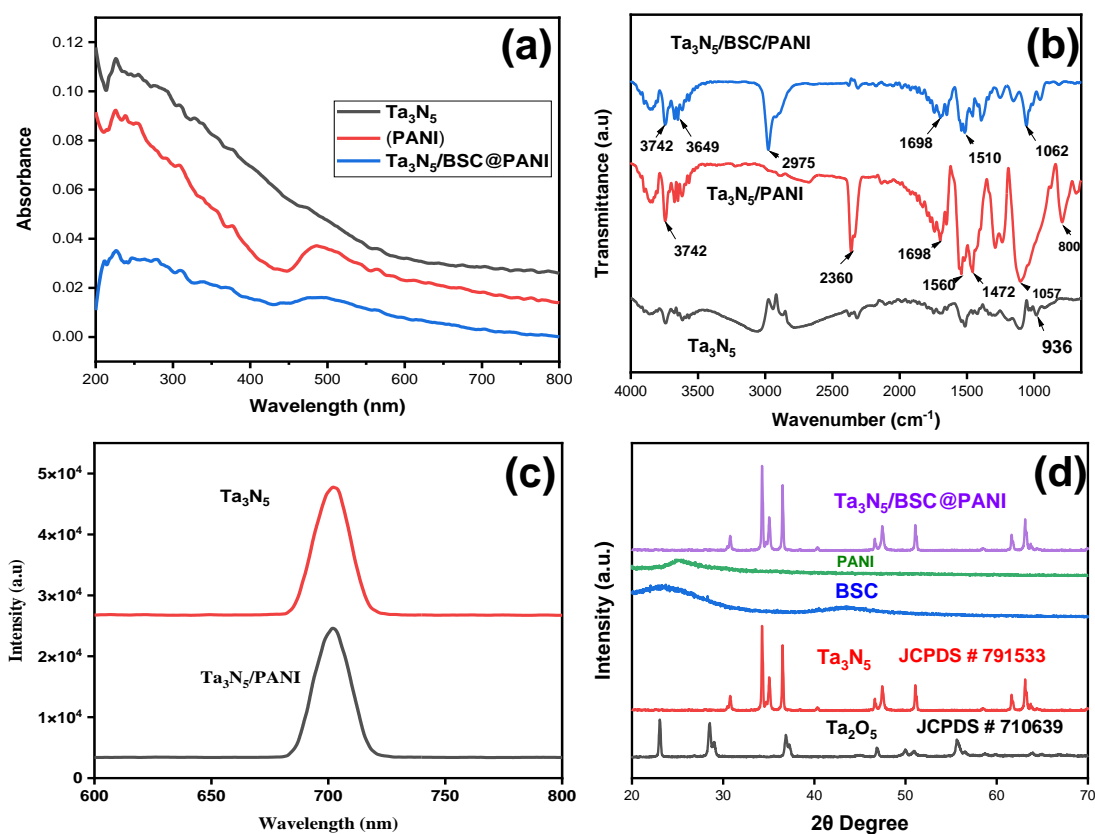 (a)
0.12
0.10
0.08
0.06
0.04
0.02
0.00
Absorbance
Ta₃N₅
(PANI)
Ta₃N₅/BSC@PANI
200 300 400 500 600 700 800
Wavelength (nm)
(b)
Ta₃N₅/BSC/PANI
3742
3649
2975
1698
1510
1062
Ta₃N₅/PANI
3742
2360
1698
1560
1472
1057
800
Ta₃N₅
936
Transmittance (a.u)
4000 3500 3000 2500 2000 1500 1000
Wavenumber (cm⁻¹)
(c)
5×10⁴
4×10⁴
3×10⁴
2×10⁴
1×10⁴
0
Intensity (a.u)
Ta₃N₅
Ta₃N₅/PANI
600 650 700 750 800
Wavelength (nm)
(d)
Ta₃N₅/BSC@PANI
PANI
BSC
Ta₃N₅ JCPDS # 791533
Ta₂O₅ JCPDS # 710639
Intensity (a.u.)
20 30 40 50 60 70
2θ Degree